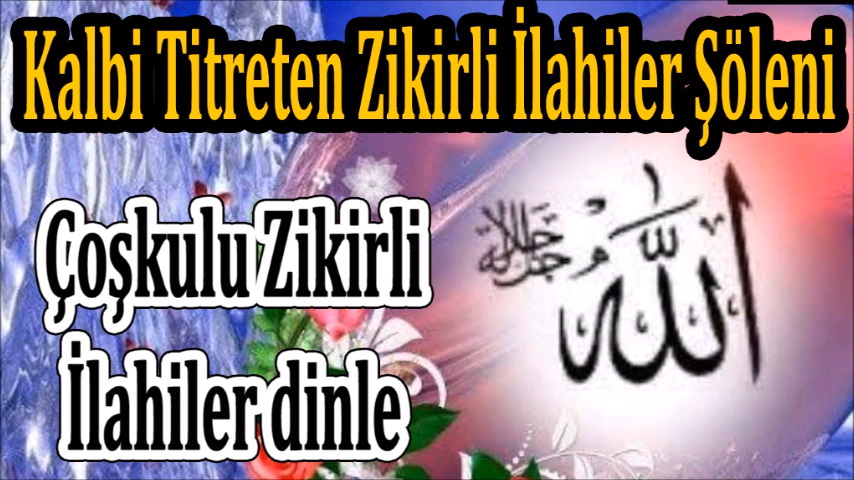 Kalbi Titreten Zikirli İlahiler Şöleni
Çoşkulu Zikirli
İlahiler dinle
الله
جل جلاله